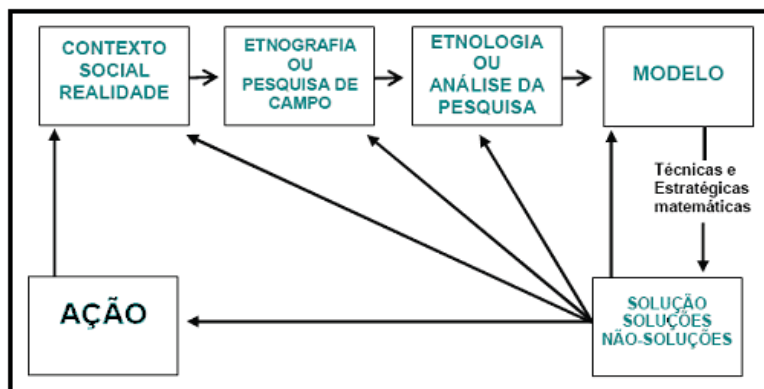 CONTEXTO
SOCIAL
REALIDADE
ETNOGRAFIA
OU
PESQUISA DE
CAMPO
ETNOLOGIA
OU
ANÁLISE DA
PESQUISA
MODELO
Técnicas e
Estratégicas
matemáticas
AÇÃO
SOLUÇÃO
SOLUÇÕES
NÃO-SOLUÇÕES